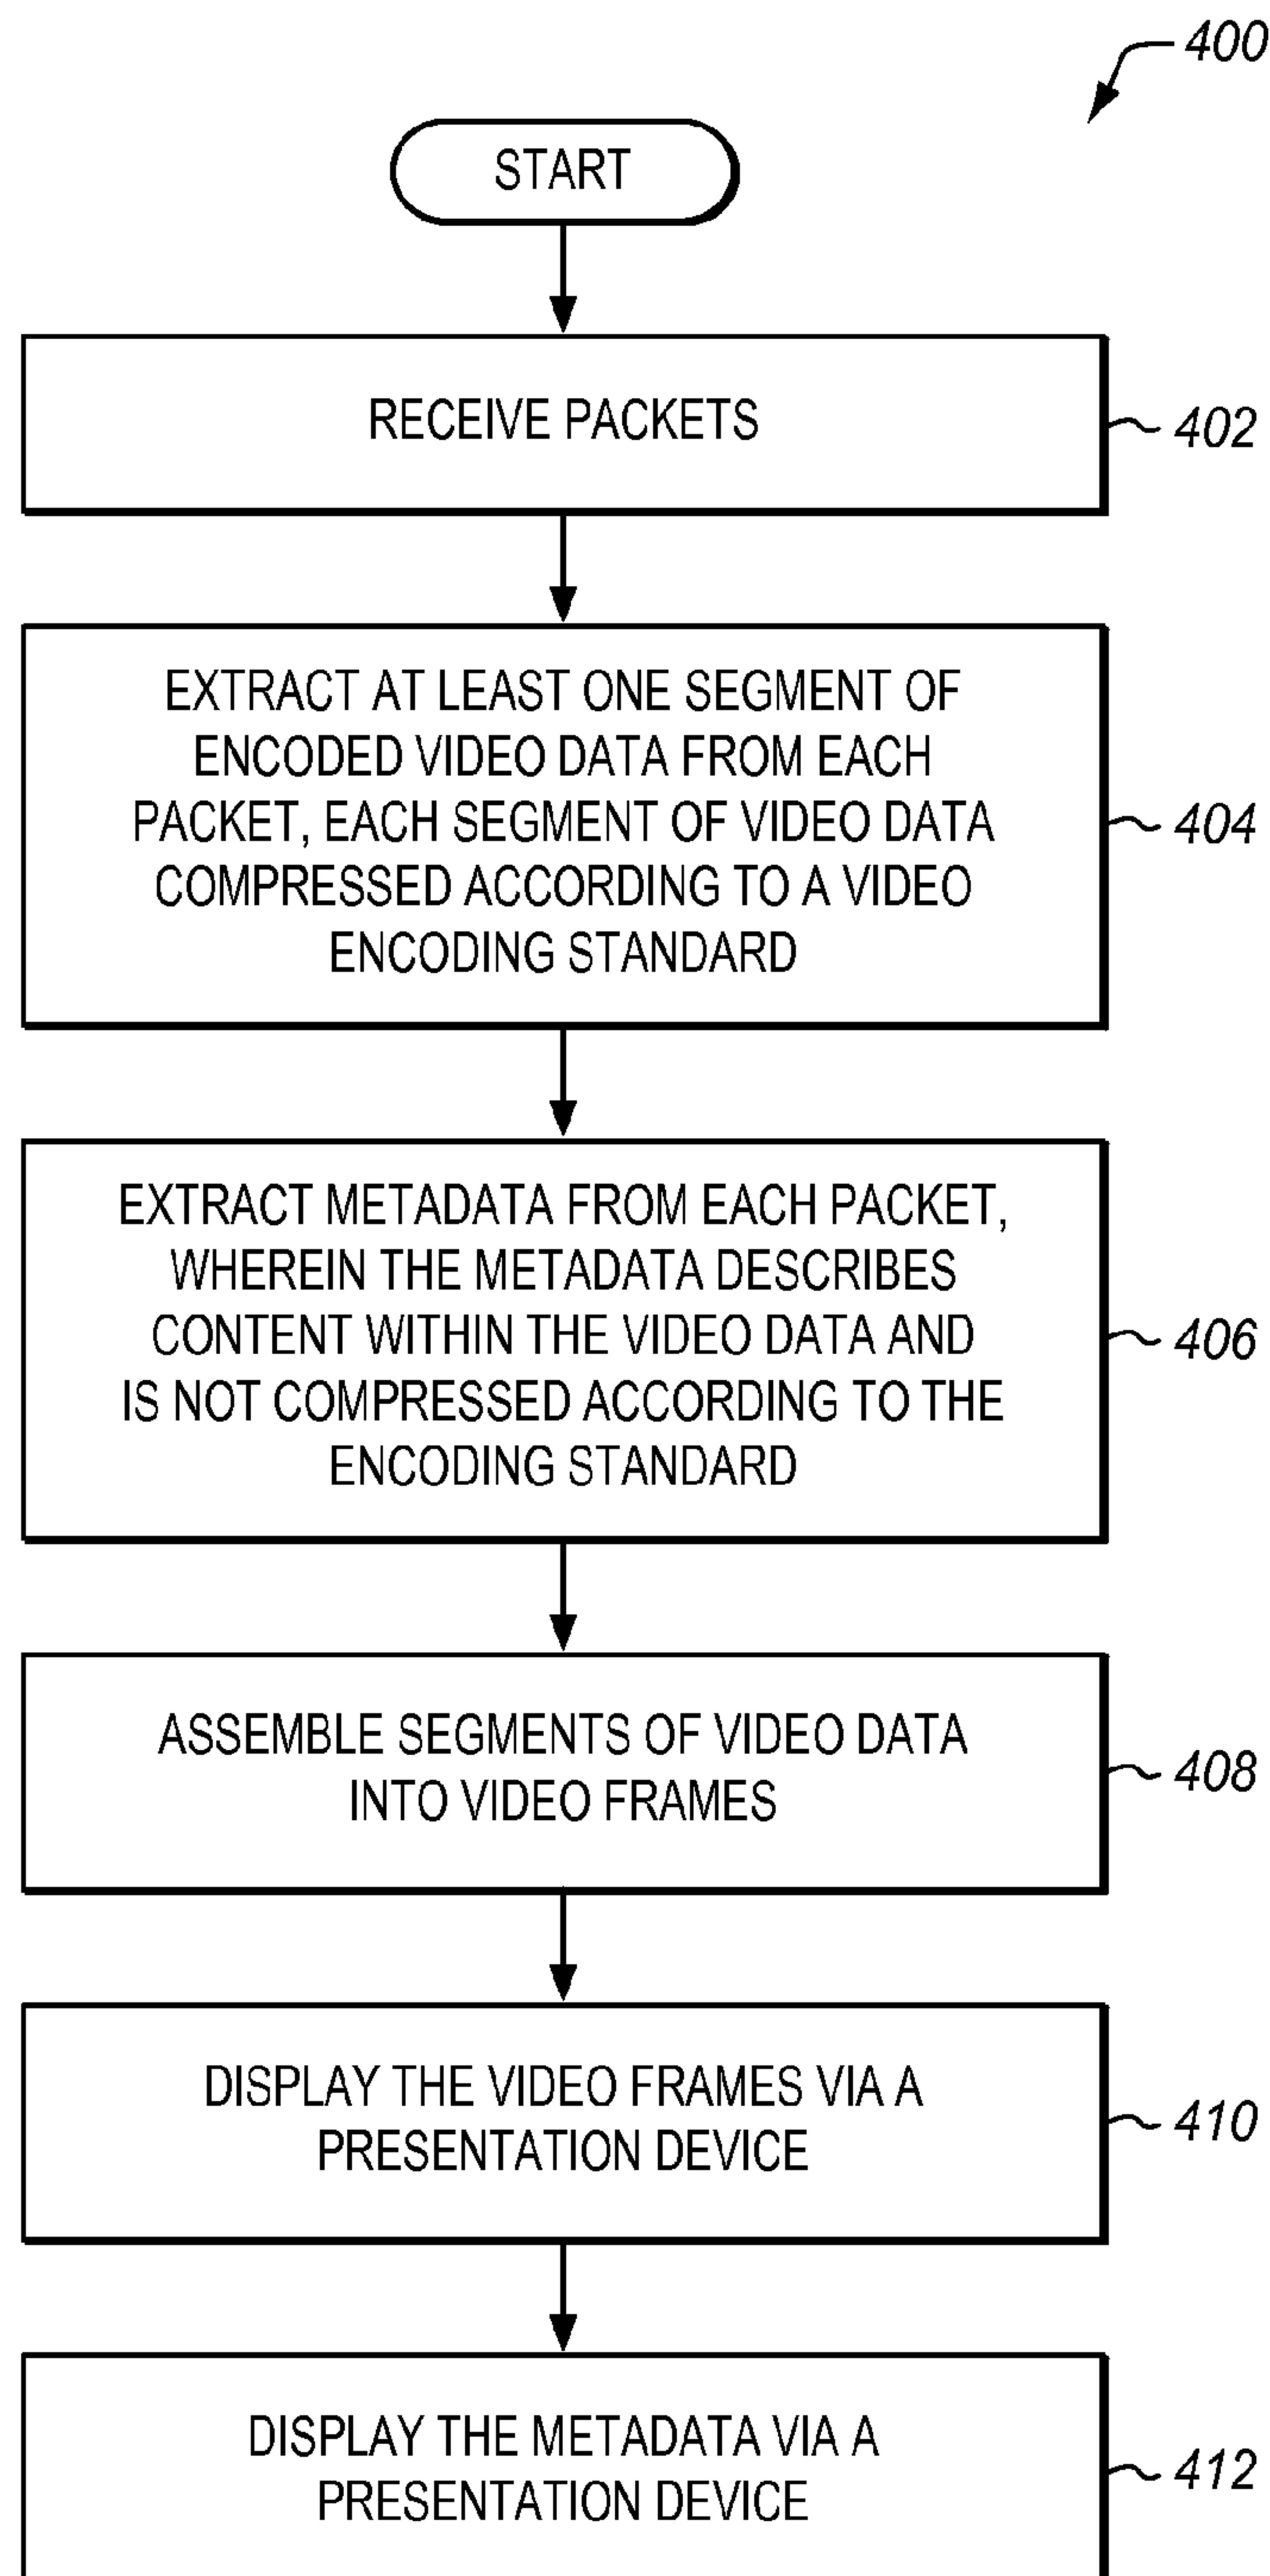 400
START
RECEIVE PACKETS
402
EXTRACT AT LEAST ONE SEGMENT OF
ENCODED VIDEO DATA FROM EACH
PACKET, EACH SEGMENT OF VIDEO DATA
COMPRESSED ACCORDING TO A VIDEO
ENCODING STANDARD
404
EXTRACT METADATA FROM EACH PACKET,
WHEREIN THE METADATA DESCRIBES
CONTENT WITHIN THE VIDEO DATA AND
IS NOT COMPRESSED ACCORDING TO THE
ENCODING STANDARD
406
ASSEMBLE SEGMENTS OF VIDEO DATA
INTO VIDEO FRAMES
408
DISPLAY THE VIDEO FRAMES VIA A
PRESENTATION DEVICE
410
DISPLAY THE METADATA VIA A
PRESENTATION DEVICE
412